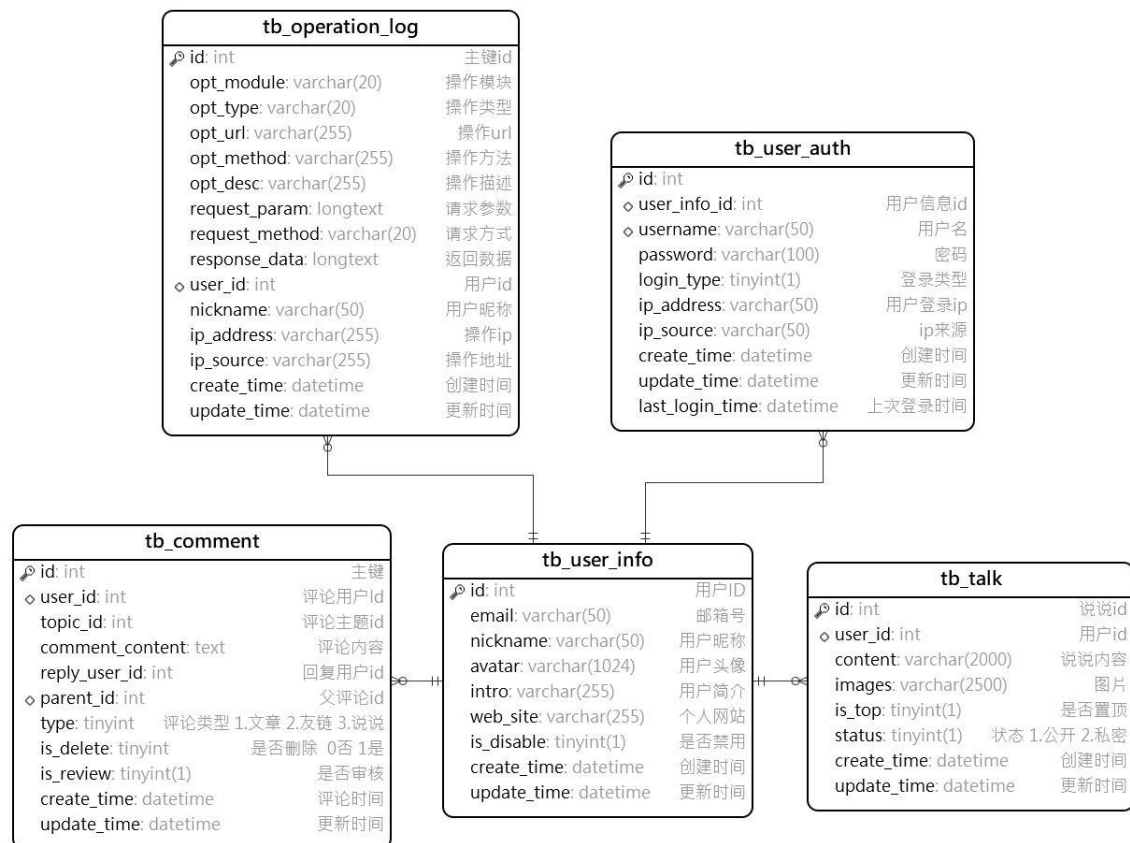 tb_operation_log
id: int 主键id
opt_module: varchar(20) 操作模块
opt_type: varchar(20) 操作类型
opt_url: varchar(255) 操作url
opt_method: varchar(255) 操作方法
opt_desc: varchar(255) 操作描述
request_param: longtext 请求参数
request_method: varchar(20) 请求方式
response_data: longtext 返回数据
user_id: int 用户id
nickname: varchar(50) 用户昵称
ip_address: varchar(255) 操作ip
ip_source: varchar(255) 操作地址
create_time: datetime 创建时间
update_time: datetime 更新时间
tb_user_auth
id: int
user_info_id: int 用户信息id
username: varchar(50) 用户名
password: varchar(100) 密码
login_type: tinyint(1) 登录类型
ip_address: varchar(50) 用户登录ip
ip_source: varchar(50) ip来源
create_time: datetime 创建时间
update_time: datetime 更新时间
last_login_time: datetime 上次登录时间
tb_comment
id: int 主键
user_id: int 评论用户Id
topic_id: int 评论主题id
comment_content: text 评论内容
reply_user_id: int 回复用户id
parent_id: int 父评论id
type: tinyint 评论类型 1.文章 2.友链 3.说说
is_delete: tinyint 是否删除 0否 1是
is_review: tinyint(1) 是否审核
create_time: datetime 评论时间
update_time: datetime 更新时间
tb_user_info
id: int 用户ID
email: varchar(50) 邮箱号
nickname: varchar(50) 用户昵称
avatar: varchar(1024) 用户头像
intro: varchar(255) 用户简介
web_site: varchar(255) 个人网站
is_disable: tinyint(1) 是否禁用
create_time: datetime 创建时间
update_time: datetime 更新时间
tb_talk
id: int 说说id
user_id: int 用户id
content: varchar(2000) 说说内容
images: varchar(2500) 图片
is_top: tinyint(1) 是否置顶
status: tinyint(1) 状态 1.公开 2.私密
create_time: datetime 创建时间
update_time: datetime 更新时间